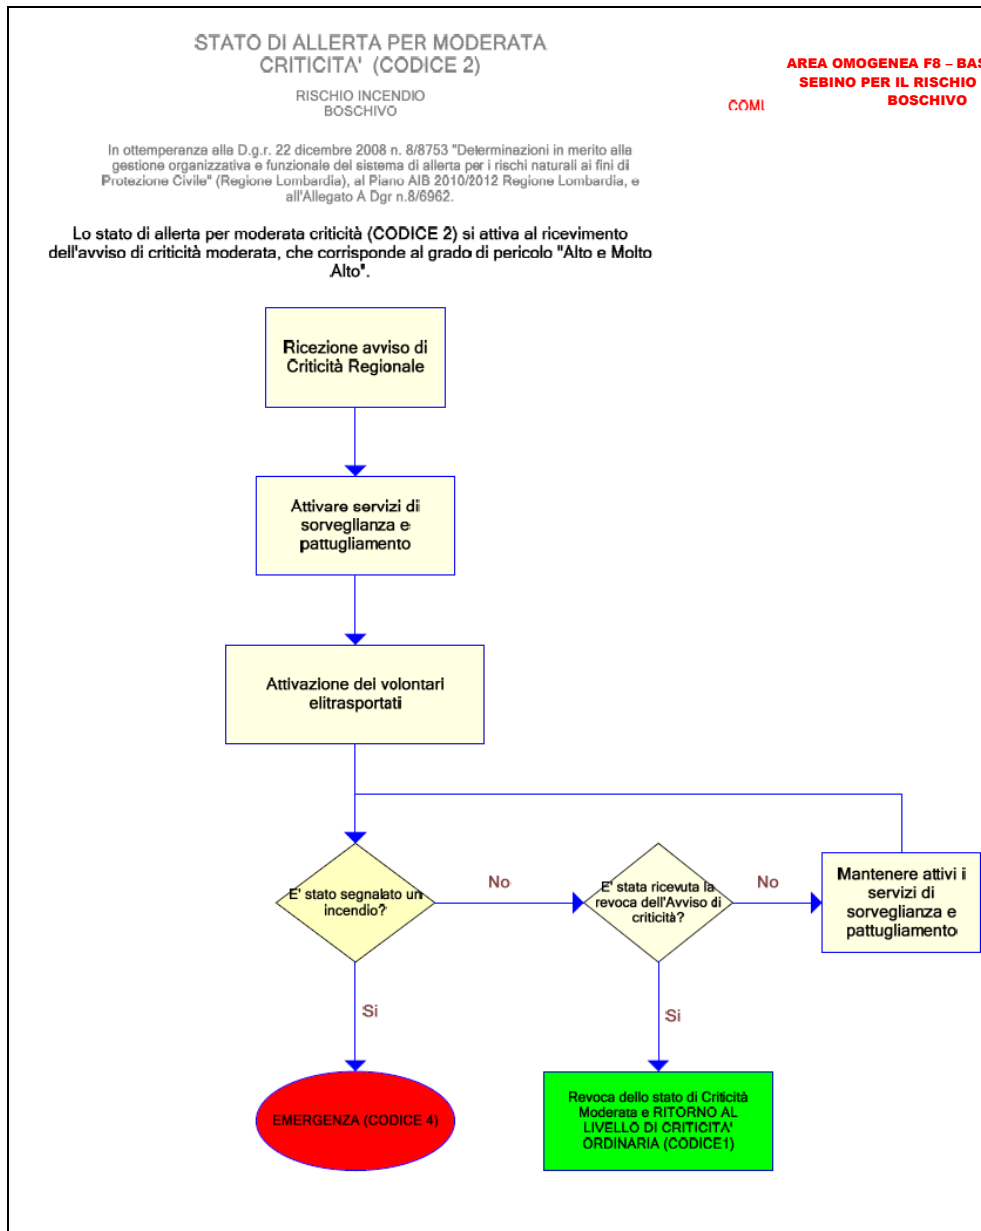 STATO DI ALLERTA PER MODERATA
CRITICITA' (CODICE 2)
RISCHIO INCENDIO
BOSCHIVO
AREA OMOGENEA F8 – BAS
SEBINO PER IL RISCHIO
BOSCHIVO
COMU
In ottemperanza alla D.g.r. 22 dicembre 2008 n. 8/8753 "Determinazioni in merito alla
gestione organizzativa e funzionale del sistema di allerta per i rischi naturali ai fini di
Protezione Civile" (Regione Lombardia), al Piano AIB 2010/2012 Regione Lombardia, e
all'Allegato A Dgr n.8/6962.
Lo stato di allerta per moderata criticità (CODICE 2) si attiva al ricevimento
dell'avviso di criticità moderata, che corrisponde al grado di pericolo "Alto e Molto
Alto".
Ricezione avviso di
Criticità Regionale
Attivare servizi di
sorveglianza e
pattugliamento
Attivazione dei volontari
elitrasportati
E' stato segnalato un
incendio?
No
E' stata ricevuta la
revoca dell'Avviso di
criticità?
No
Mantenere attivi i
servizi di
sorveglianza e
pattugliamento
Si
Si
EMERGENZA (CODICE 4)
Revoca dello stato di Criticità
Moderata e RITORNO AL
LIVELLO DI CRITICITA'
ORDINARIA (CODICE1)